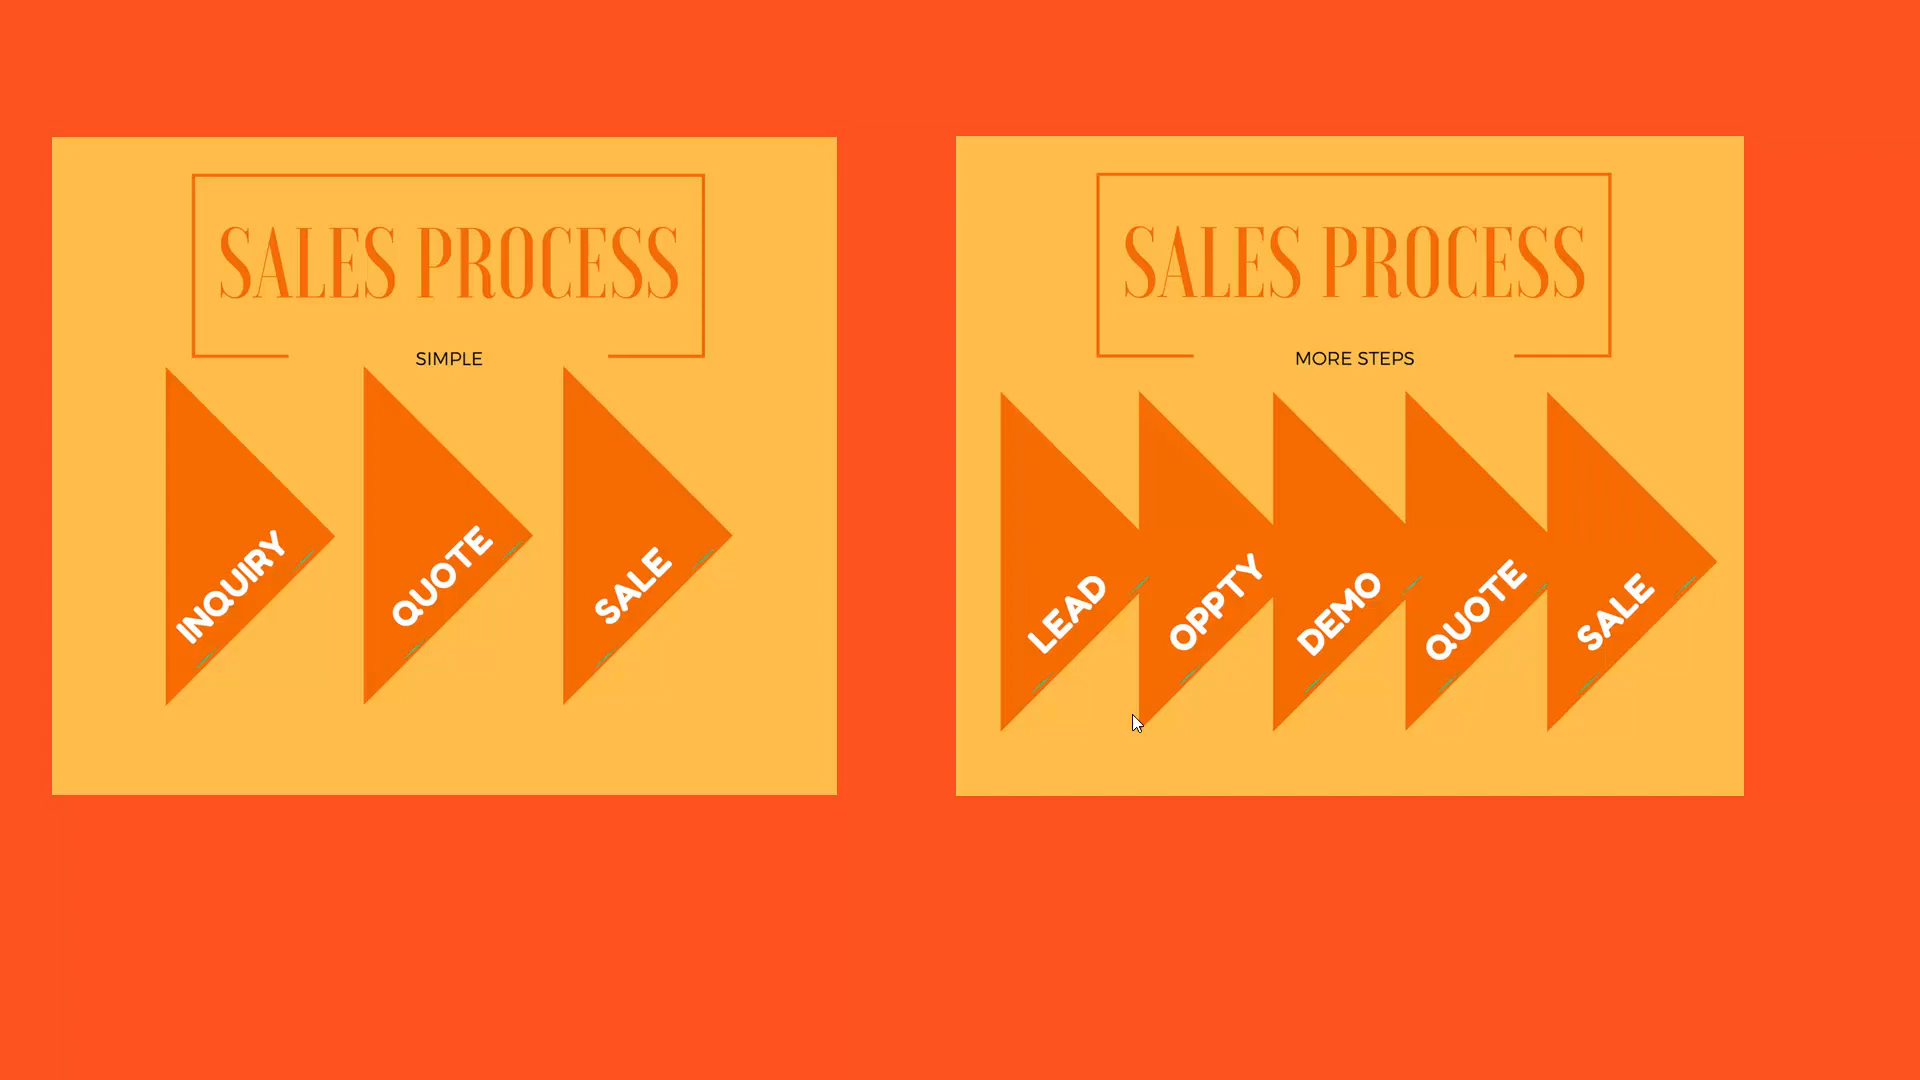 SALES PROCESS
SIMPLE
INQUIRY
QUOTE
SALE
SALES PROCESS
MORE STEPS
LEAD
OPPTY
DEMO
QUOTE
SALE